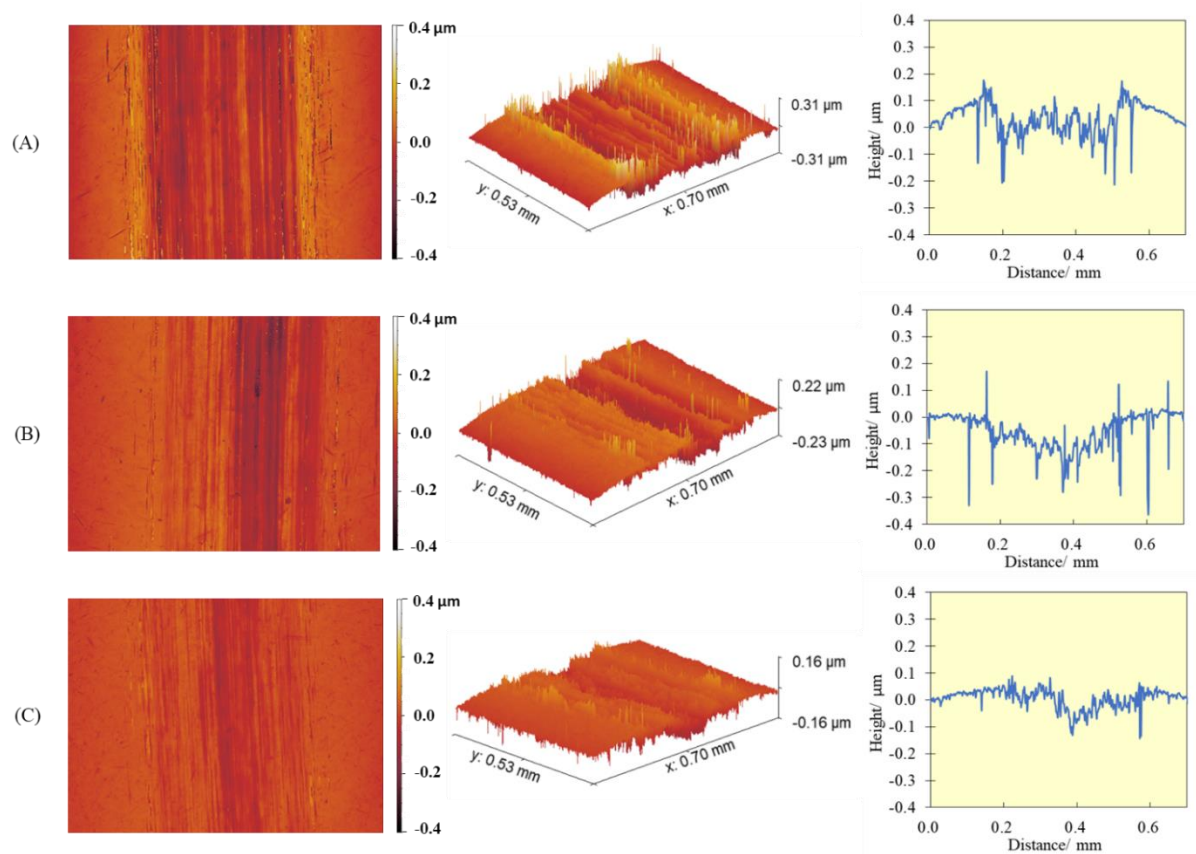 (A)
0.4 µm
0.2
0.0
-0.2
-0.4
0.31 µm
-0.31 µm
y: 0.53 mm
x: 0.70 mm
Height/ µm
0.4
0.3
0.2
0.1
0.0
-0.1
-0.2
-0.3
-0.4
0.0 0.2 0.4 0.6
Distance/ mm
(B)
0.4 µm
0.2
0.0
-0.2
-0.4
0.22 µm
-0.23 µm
y: 0.53 mm
x: 0.70 mm
Height/ µm
0.4
0.3
0.2
0.1
0.0
-0.1
-0.2
-0.3
-0.4
0.0 0.2 0.4 0.6
Distance/ mm
(C)
0.4 µm
0.2
0.0
-0.2
-0.4
0.16 µm
-0.16 µm
y: 0.53 mm
x: 0.70 mm
Height/ µm
0.4
0.3
0.2
0.1
0.0
-0.1
-0.2
-0.3
-0.4
0.0 0.2 0.4 0.6
Distance/ mm